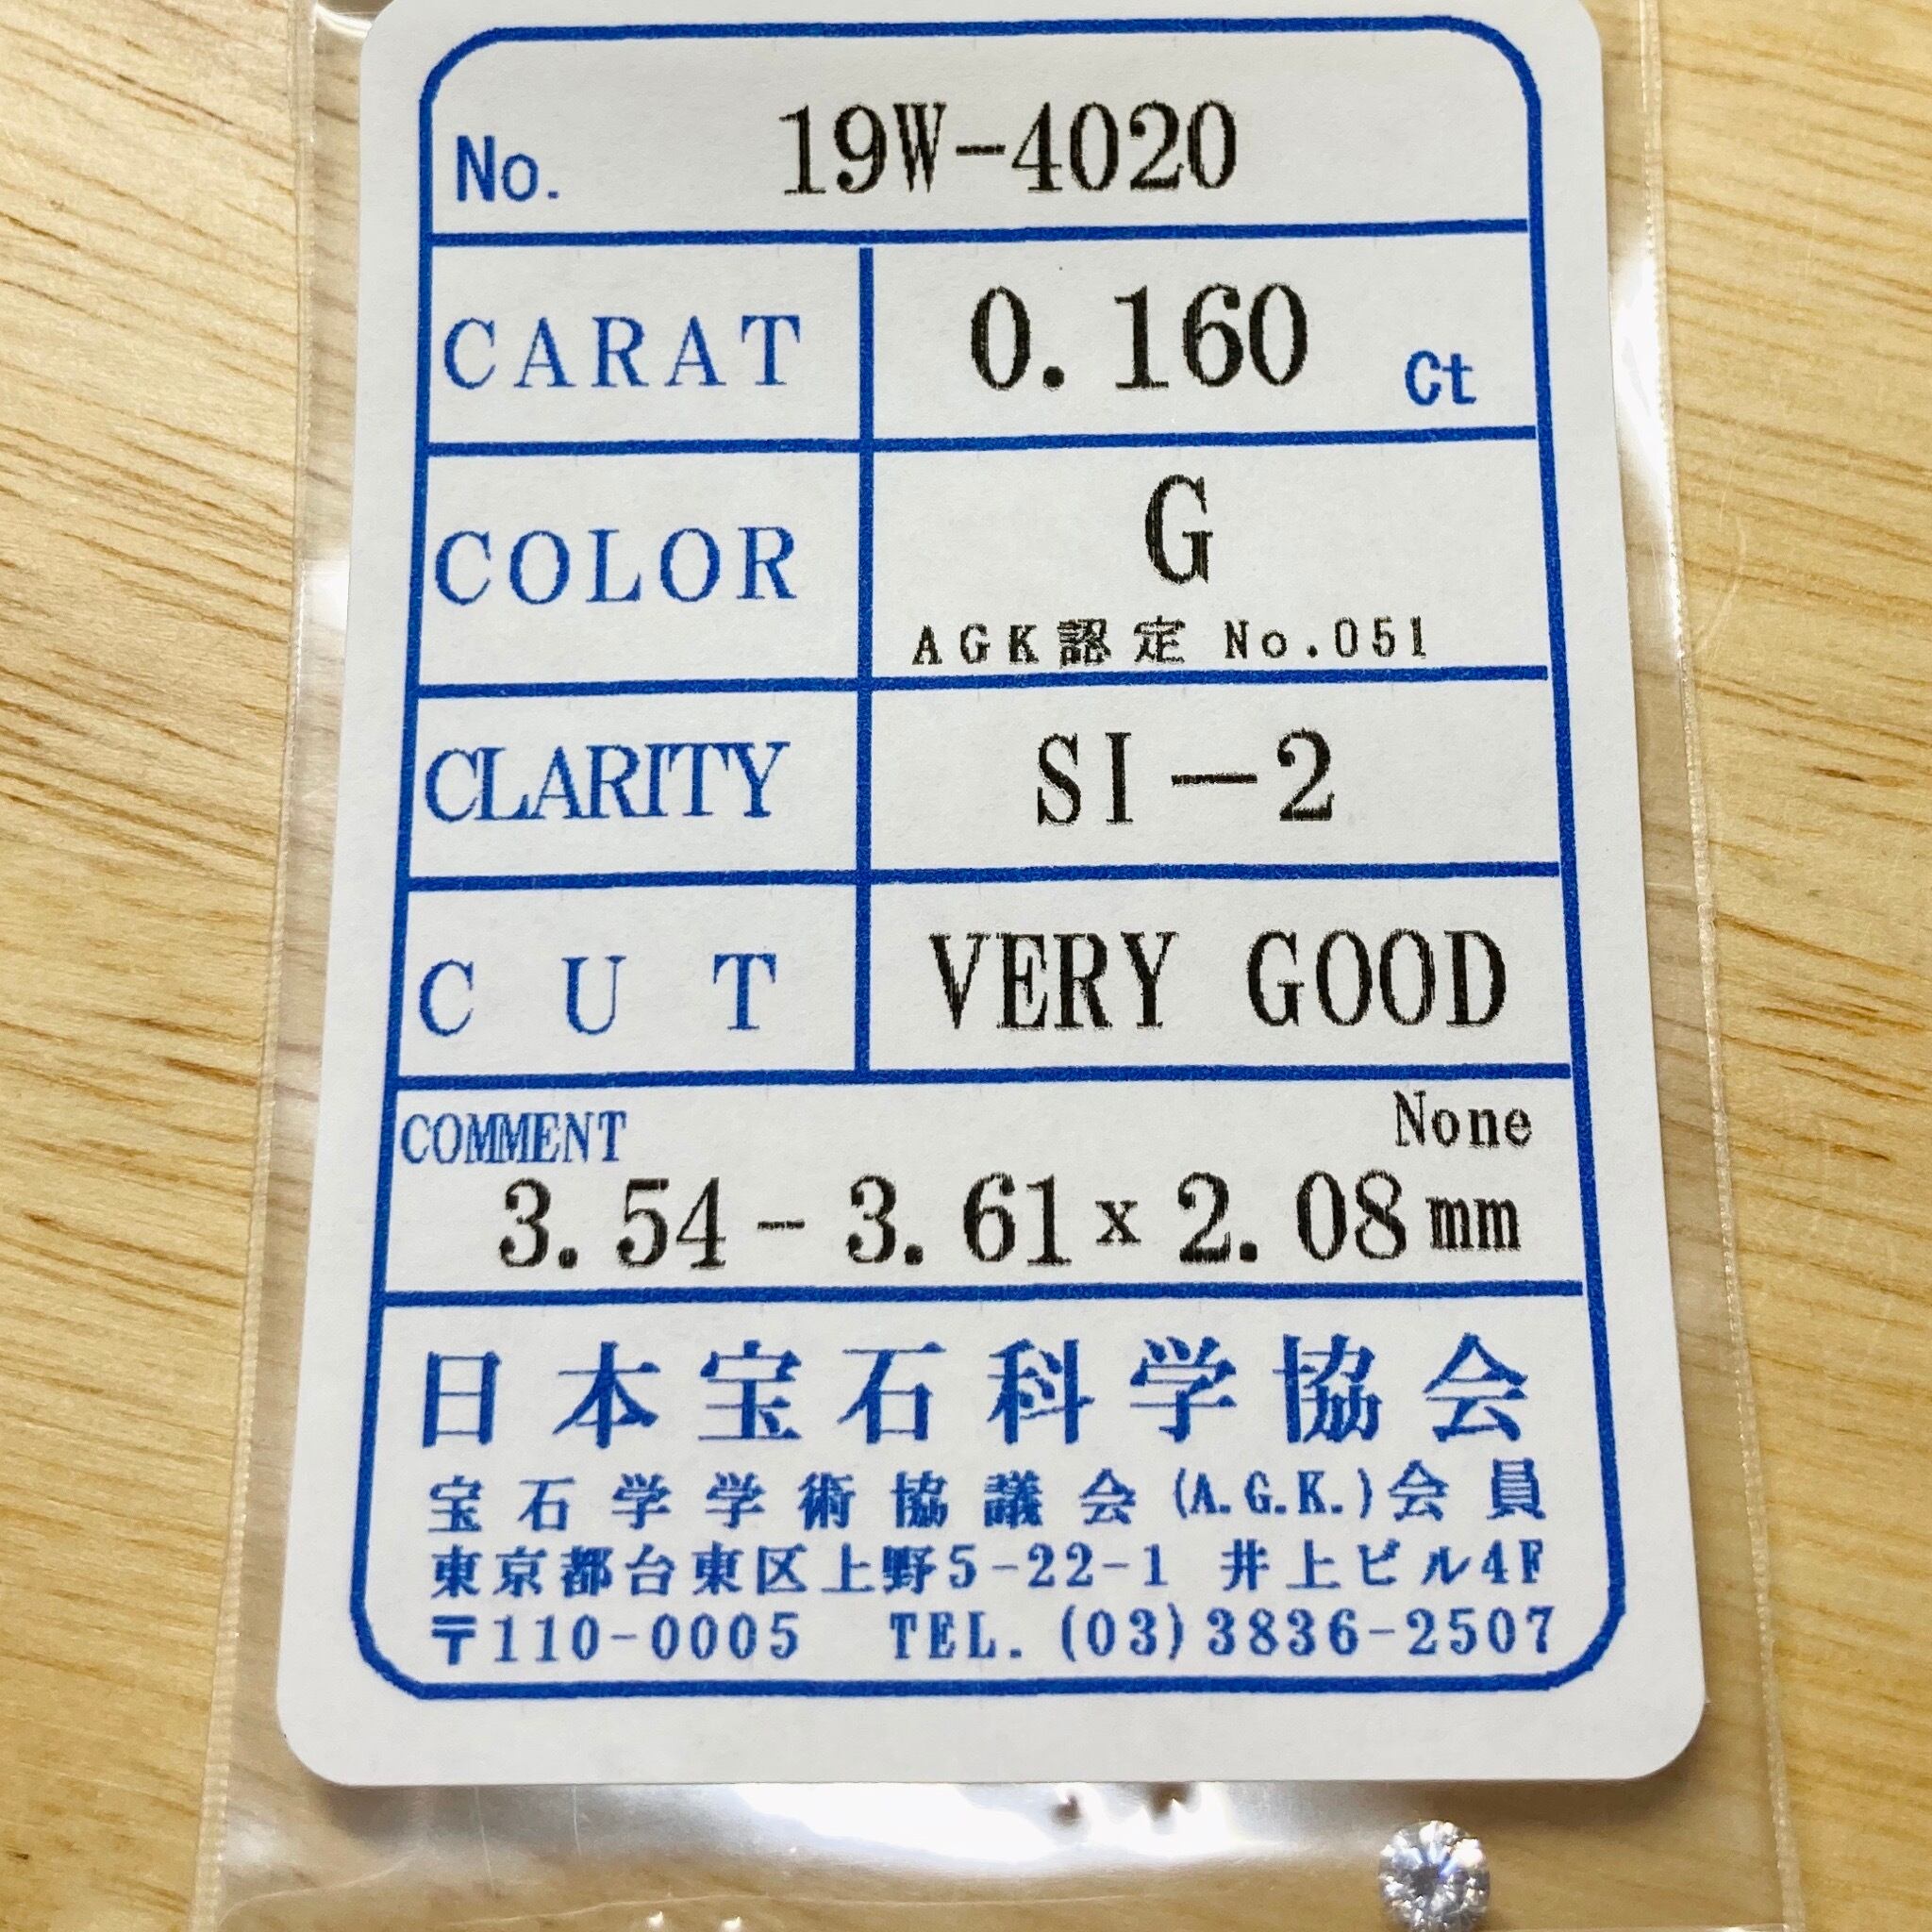 No. 19W-4020
CARAT 0.160 Ct
COLOR G
AGK認定 No.051
CLARITY SI-2
CUT VERY GOOD
COMMENT None
3.54-3.61x2.08mm
日本宝石科学協会
宝石学学術協議会(A.G.K.)会員
東京都台東区上野5-22-1 井上ビル4F
〒110-0005 TEL.(03)3836-2507